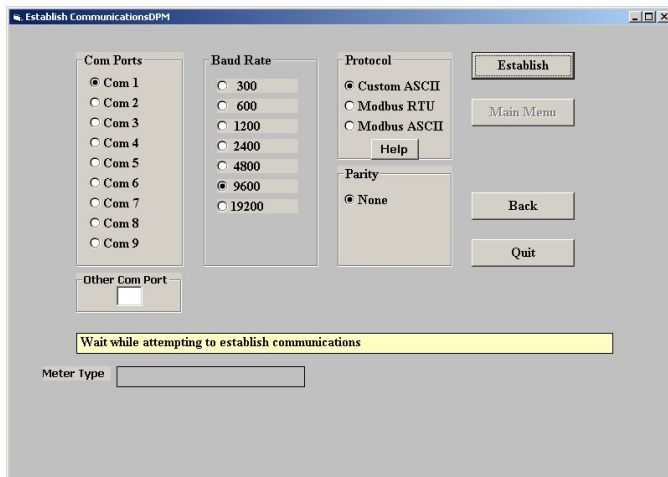 Establish CommunicationsDPM
Com Ports
Com 1
Com 2
Com 3
Com 4
Com 5
Com 6
Com 7
Com 8
Com 9
Other Com Port
Baud Rate
300
600
1200
2400
4800
9600
19200
Protocol
Custom ASCII
Modbus RTU
Modbus ASCII
Help
Parity
None
Establish
Main Menu
Back
Quit
Wait while attempting to establish communications
Meter Type